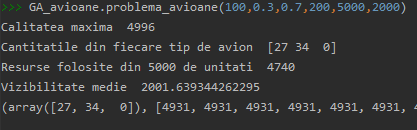 >>> GA_avioane.problema_avioane(100,0.3,0.7,200,5000,2000)
Calitatea maxima  4996
Cantitatile din fiecare tip de avion  [27 34  0]
Resurse folosite din 5000 de unitati  4740
Vizibilitate medie  2001.639344262295
(array([27, 34,  0]), [4931, 4931, 4931, 4931, 4931, 4931, 4